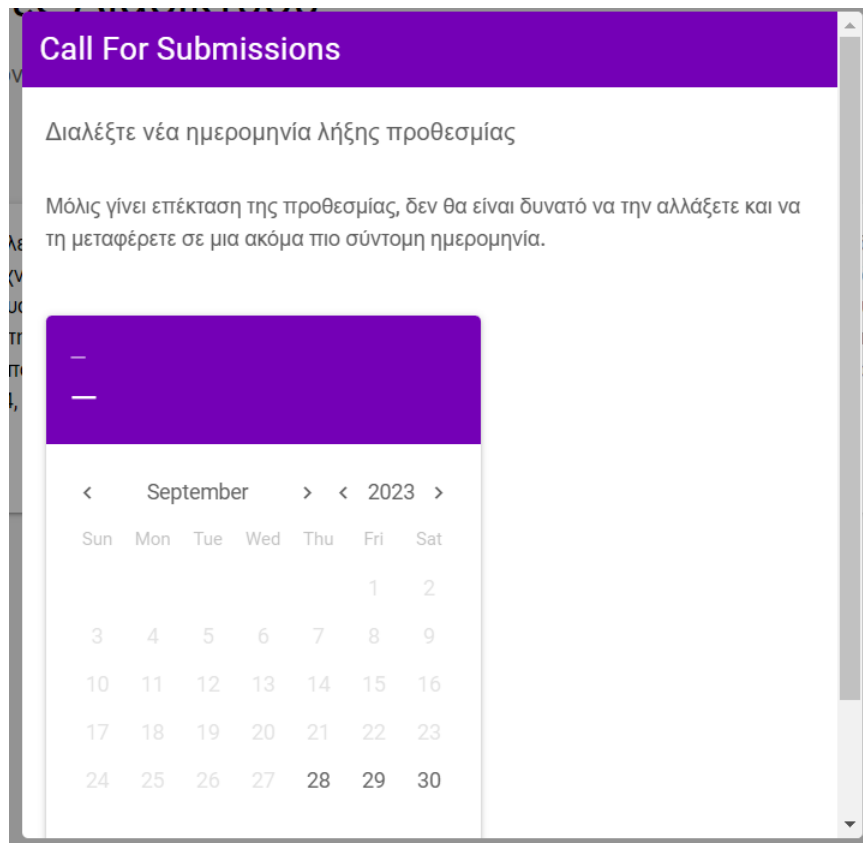 Call For Submissions
Διαλέξτε νέα ημερομηνία λήξης προθεσμίας
Μόλις γίνει επέκταση της προθεσμίας, δεν θα είναι δυνατό να την αλλάξετε και να
τη μεταφέρετε σε μια ακόμα πιο σύντομη ημερομηνία.
–
—
< September > < 2023 >
Sun Mon Tue Wed Thu Fri Sat
1 2
3 4 5 6 7 8 9
10 11 12 13 14 15 16
17 18 19 20 21 22 23
24 25 26 27 28 29 30